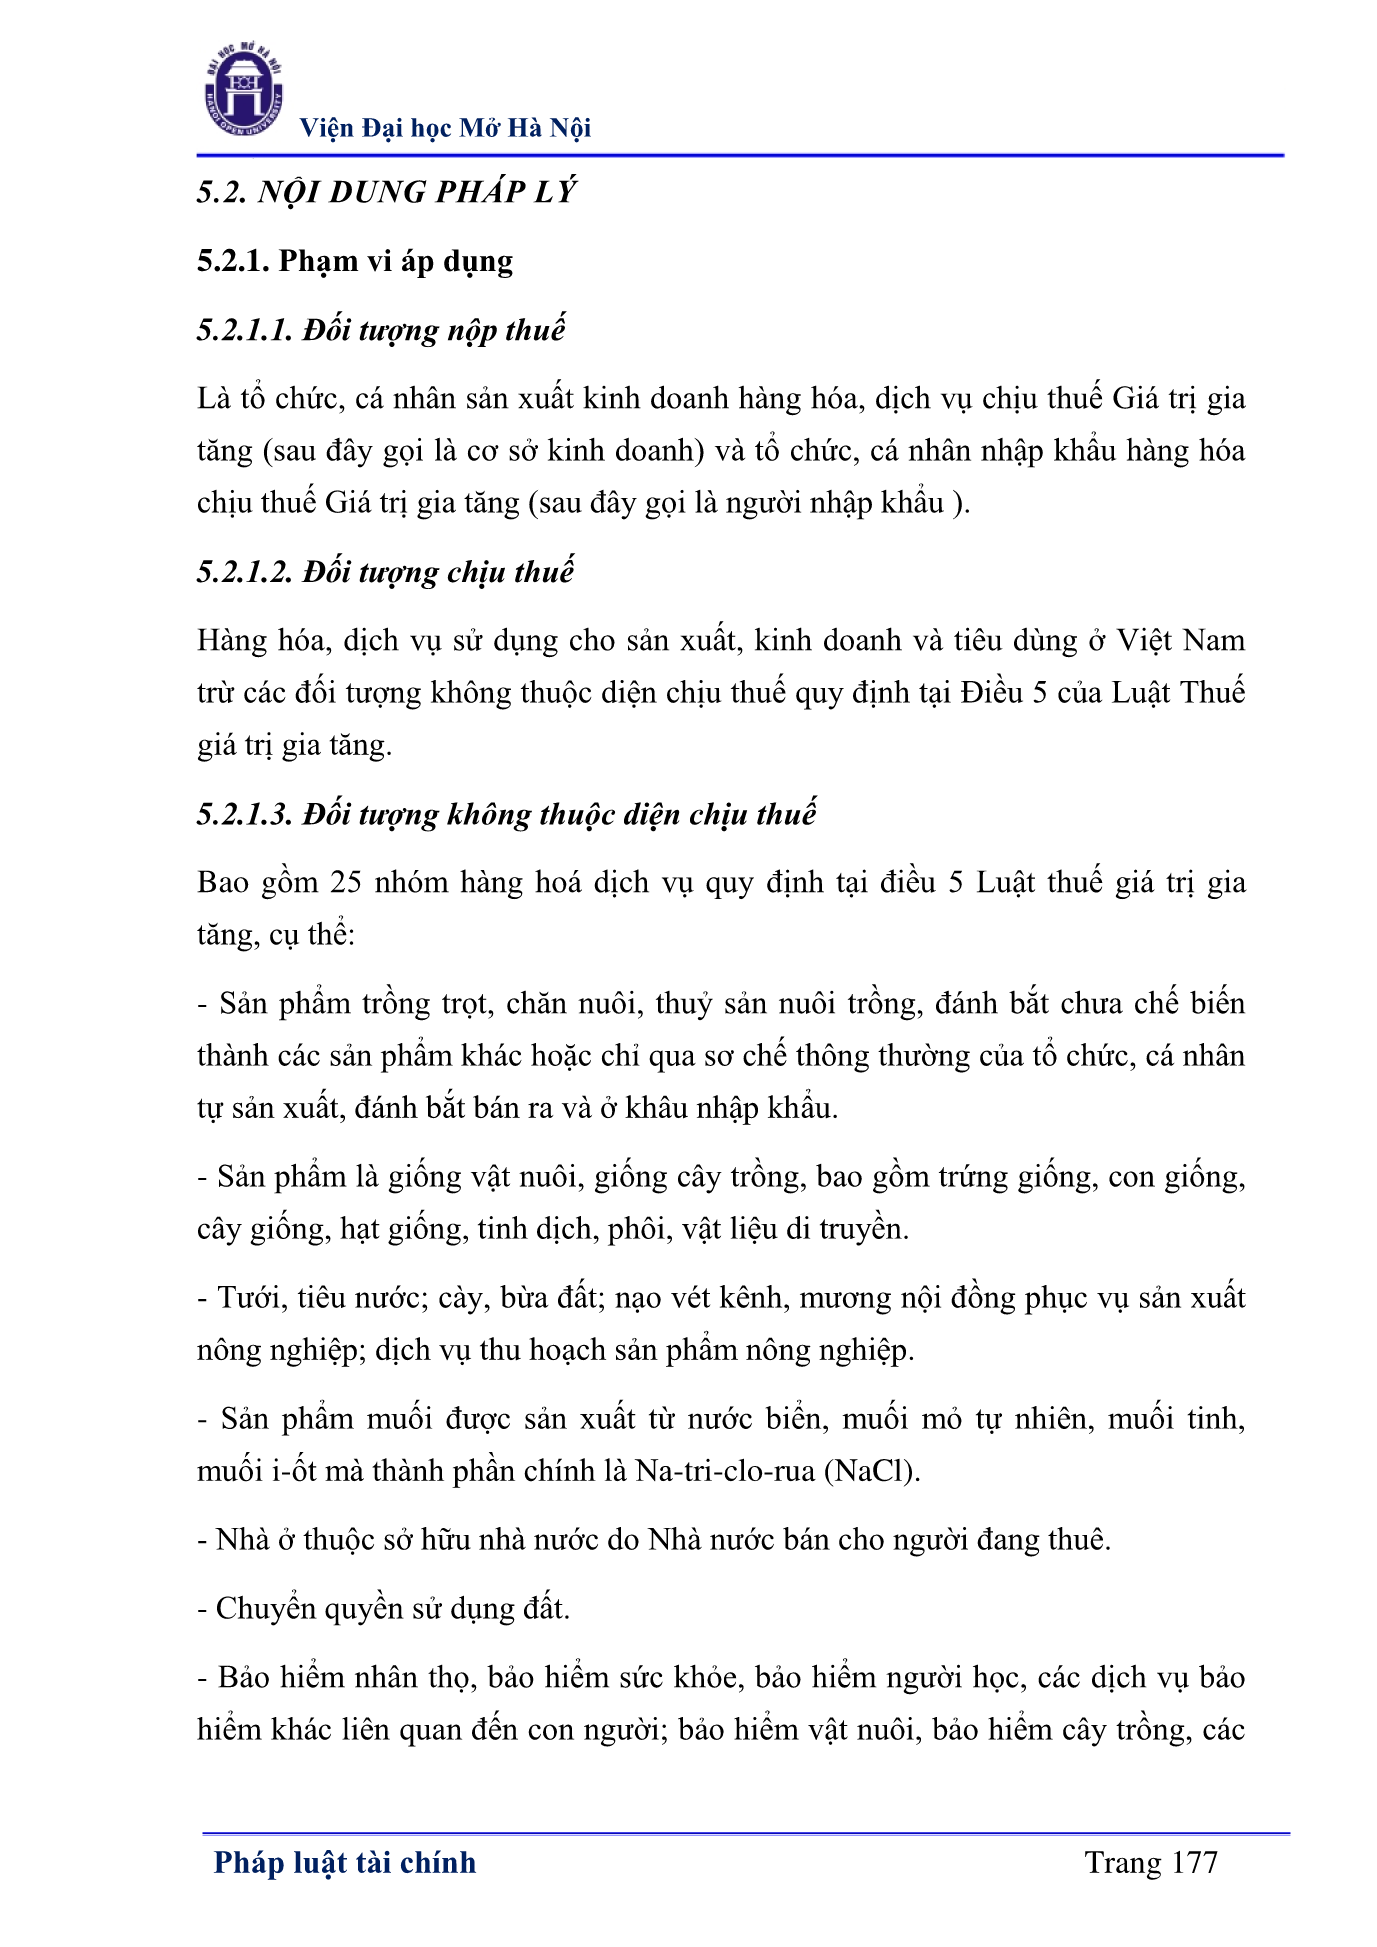 ĐẠI HỌC MỞ HÀ NỘI
HANOI OPEN UNIVERSITY
Viện Đại học Mở Hà Nội
5.2. NỘI DUNG PHÁP LÝ
5.2.1. Phạm vi áp dụng
5.2.1.1. Đối tượng nộp thuế
Là tổ chức, cá nhân sản xuất kinh doanh hàng hóa, dịch vụ chịu thuế Giá trị gia
tăng (sau đây gọi là cơ sở kinh doanh) và tổ chức, cá nhân nhập khẩu hàng hóa
chịu thuế Giá trị gia tăng (sau đây gọi là người nhập khẩu ).
5.2.1.2. Đối tượng chịu thuế
Hàng hóa, dịch vụ sử dụng cho sản xuất, kinh doanh và tiêu dùng ở Việt Nam
trừ các đối tượng không thuộc diện chịu thuế quy định tại Điều 5 của Luật Thuế
giá trị gia tăng.
5.2.1.3. Đối tượng không thuộc diện chịu thuế
Bao gồm 25 nhóm hàng hoá dịch vụ quy định tại điều 5 Luật thuế giá trị gia
tăng, cụ thể:
- Sản phẩm trồng trọt, chăn nuôi, thuỷ sản nuôi trồng, đánh bắt chưa chế biến
thành các sản phẩm khác hoặc chỉ qua sơ chế thông thường của tổ chức, cá nhân
tự sản xuất, đánh bắt bán ra và ở khâu nhập khẩu.
- Sản phẩm là giống vật nuôi, giống cây trồng, bao gồm trứng giống, con giống,
cây giống, hạt giống, tinh dịch, phôi, vật liệu di truyền.
- Tưới, tiêu nước; cày, bừa đất; nạo vét kênh, mương nội đồng phục vụ sản xuất
nông nghiệp; dịch vụ thu hoạch sản phẩm nông nghiệp.
- Sản phẩm muối được sản xuất từ nước biển, muối mỏ tự nhiên, muối tinh,
muối i-ốt mà thành phần chính là Na-tri-clo-rua (NaCl).
- Nhà ở thuộc sở hữu nhà nước do Nhà nước bán cho người đang thuê.
- Chuyển quyền sử dụng đất.
- Bảo hiểm nhân thọ, bảo hiểm sức khỏe, bảo hiểm người học, các dịch vụ bảo
hiểm khác liên quan đến con người; bảo hiểm vật nuôi, bảo hiểm cây trồng, các
Pháp luật tài chính
Trang 177